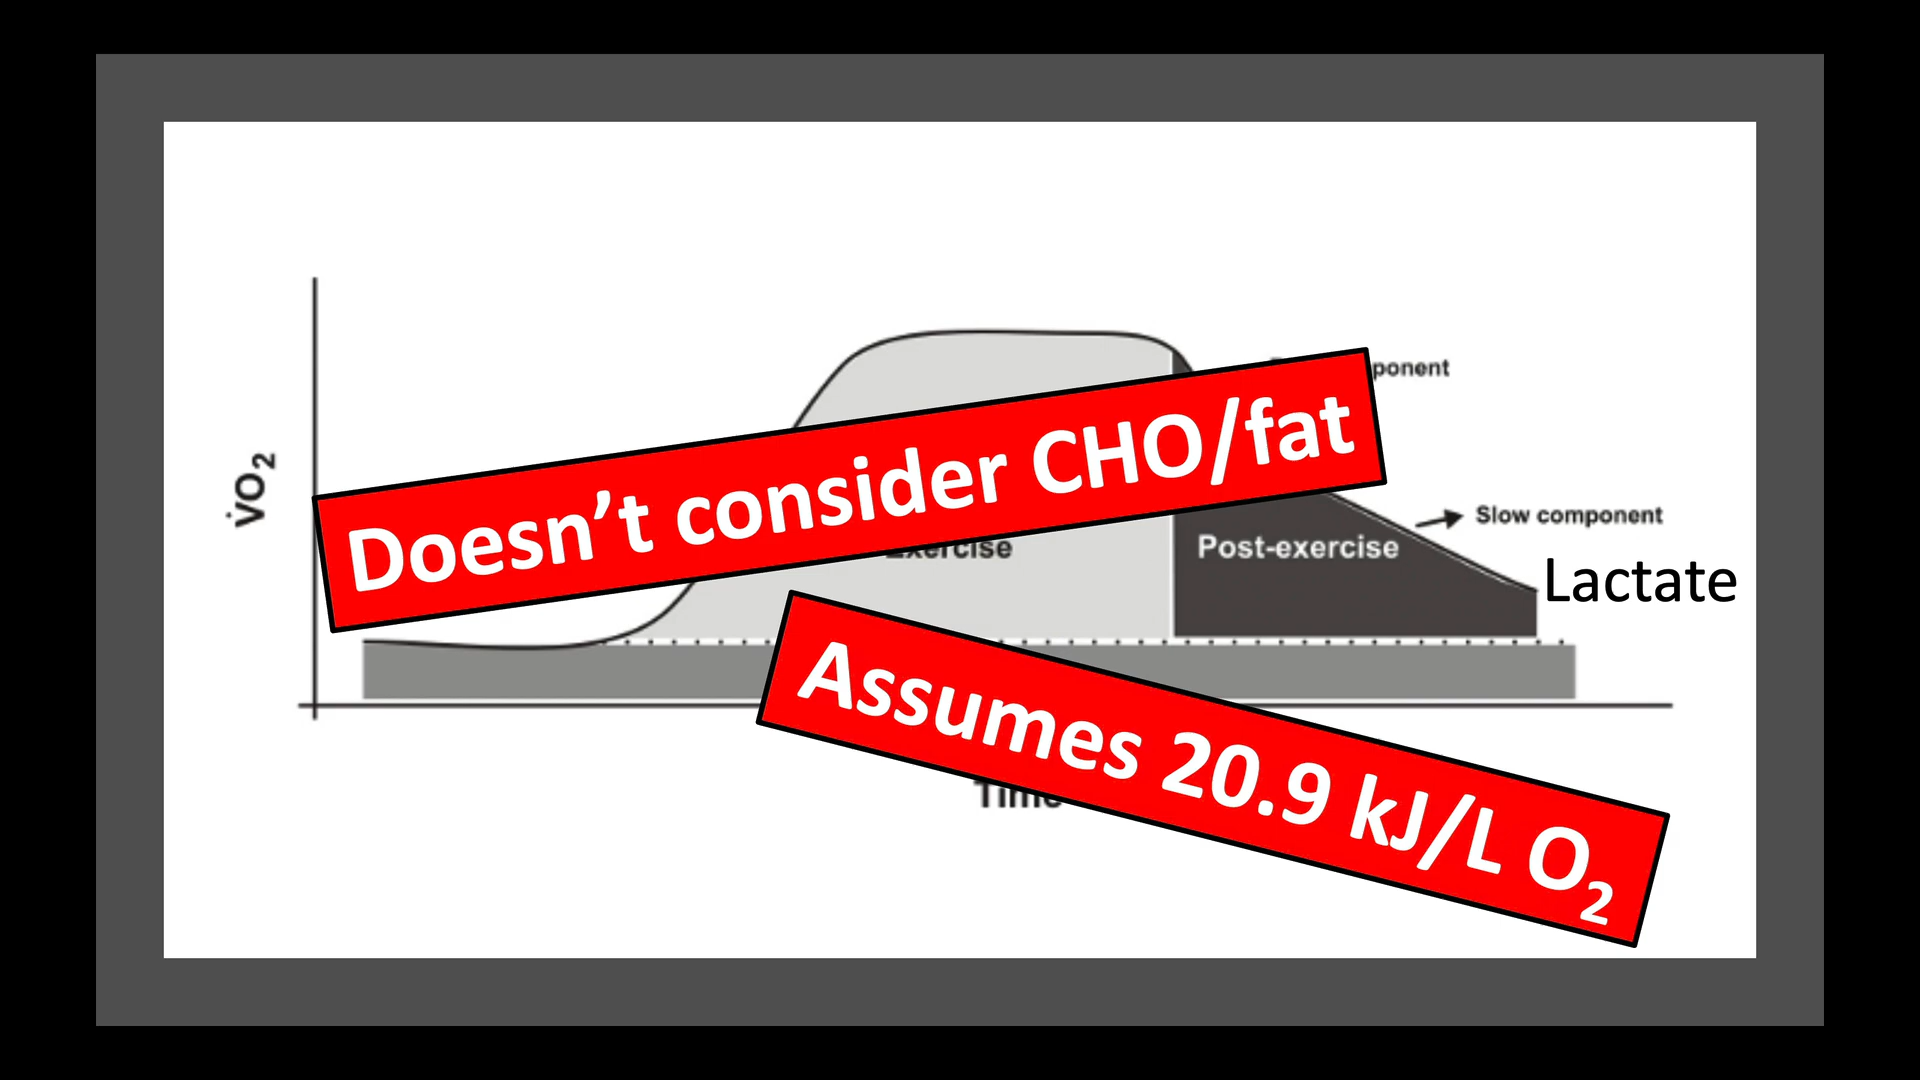 ponent
Doesn’t consider CHO/fat
V̇O2
Slow component
Exercise
Post-exercise
Lactate
Assumes 20.9 kJ/L O2
Time